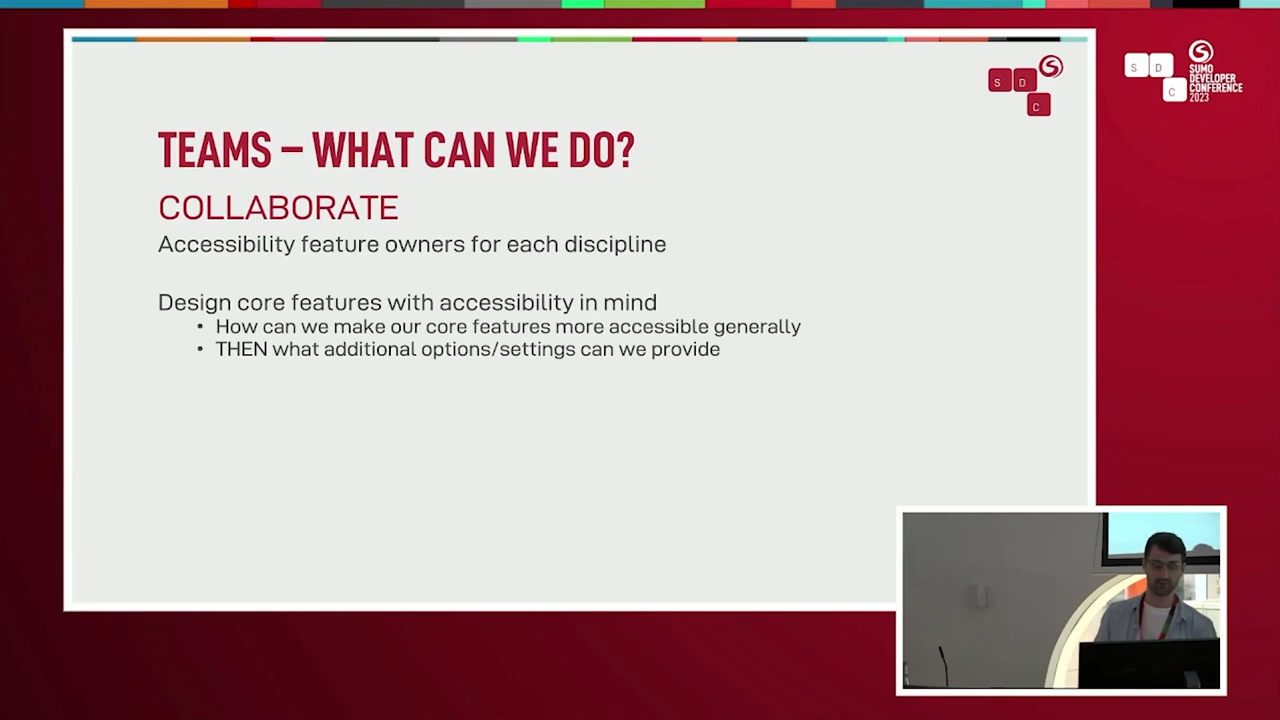 S D
C
SUMO
DEVELOPER
CONFERENCE
2023
S D
C
TEAMS – WHAT CAN WE DO?
COLLABORATE
Accessibility feature owners for each discipline
Design core features with accessibility in mind
• How can we make our core features more accessible generally
• THEN what additional options/settings can we provide